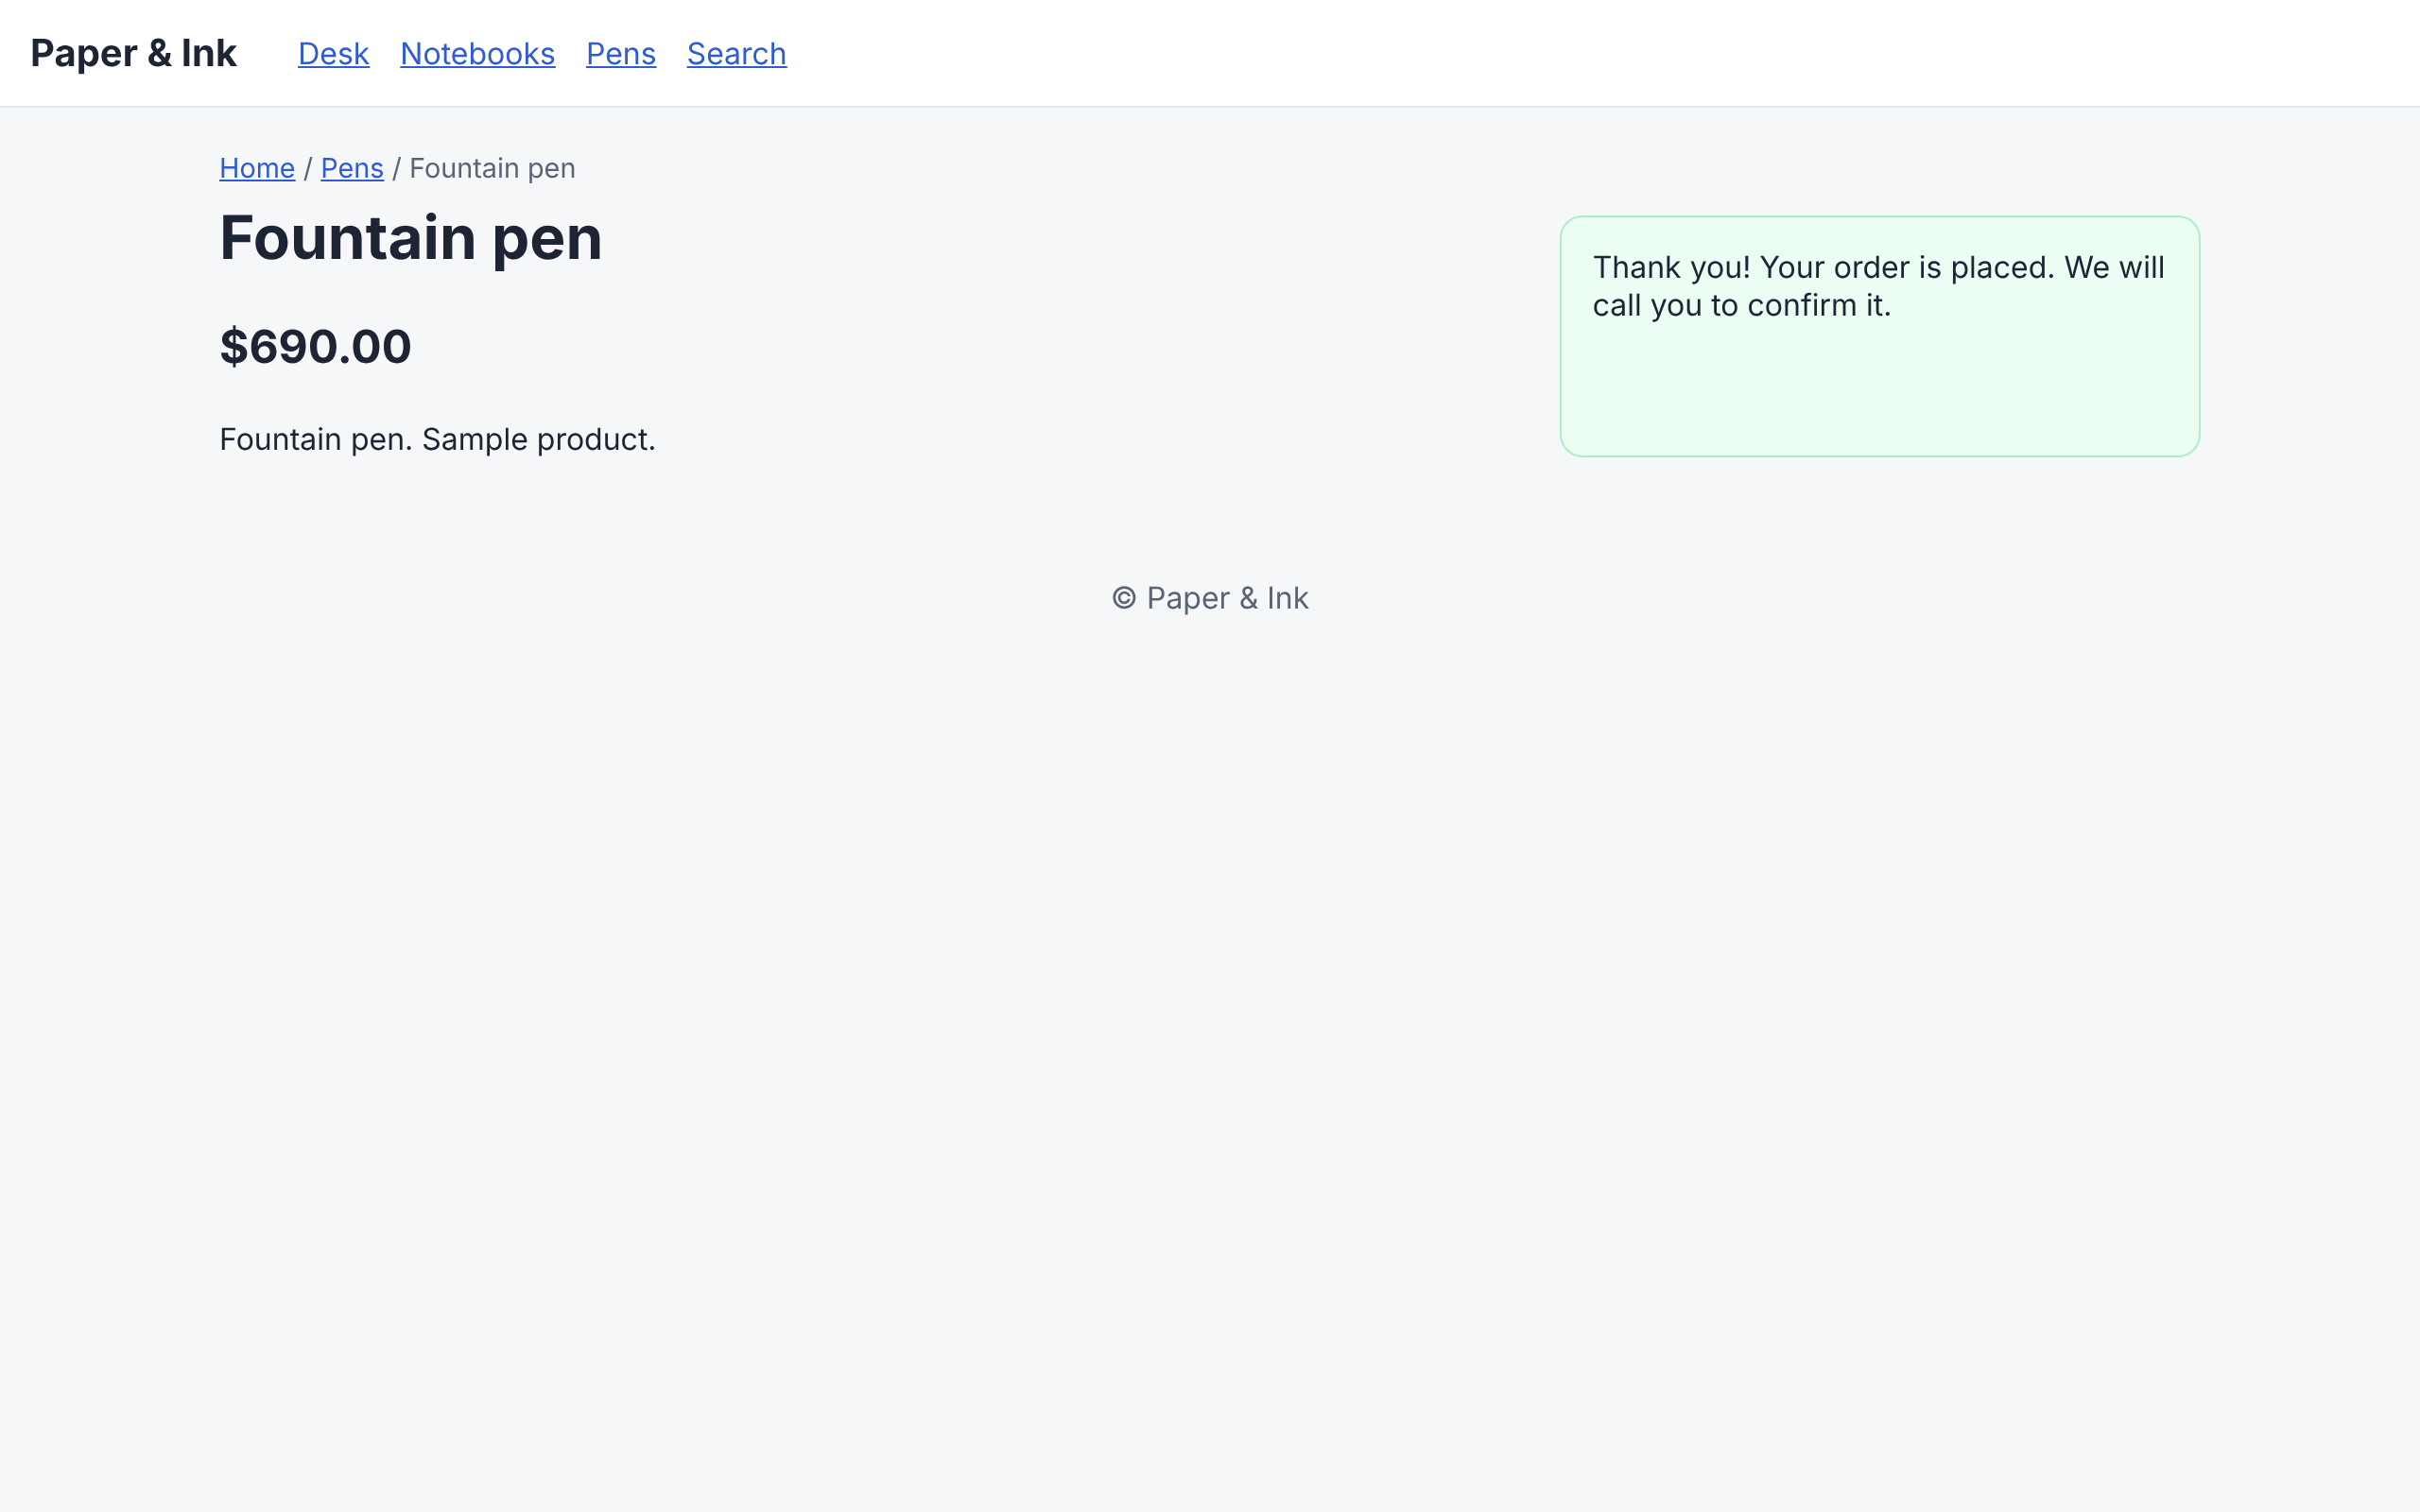 Paper & Ink Desk Notebooks Pens Search
Home / Pens / Fountain pen
Fountain pen
$690.00
Fountain pen. Sample product.
Thank you! Your order is placed. We will
call you to confirm it.
© Paper & Ink